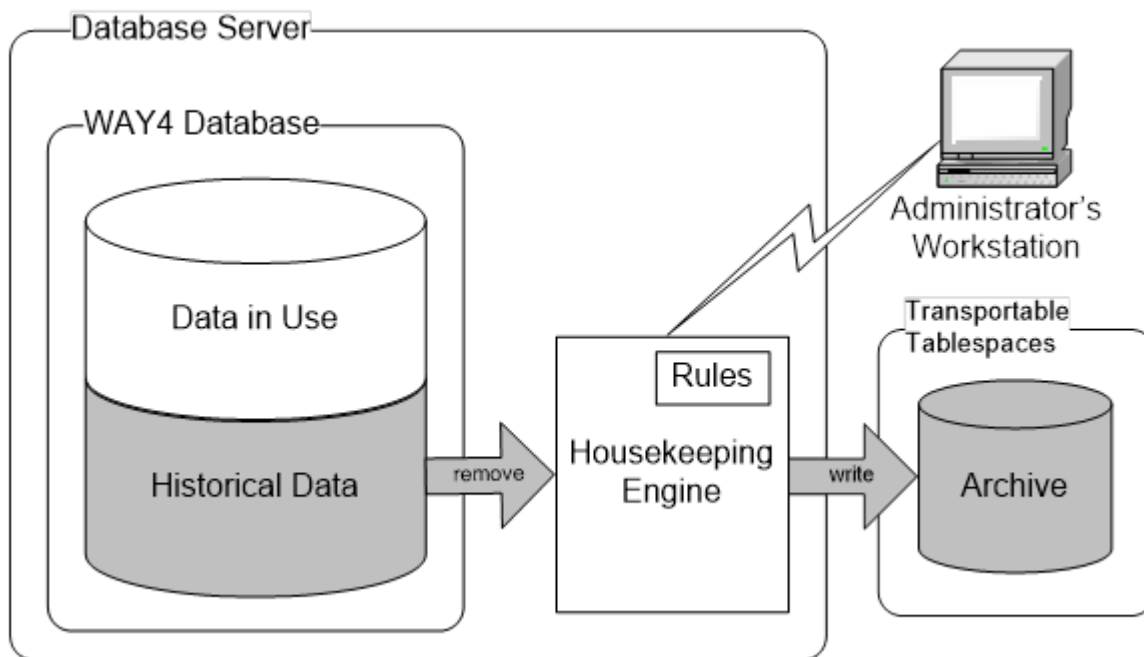 Database Server
WAY4 Database
Data in Use
Historical Data
remove
Rules
Housekeeping
Engine
write
Administrator's
Workstation
Transportable
Tablespaces
Archive